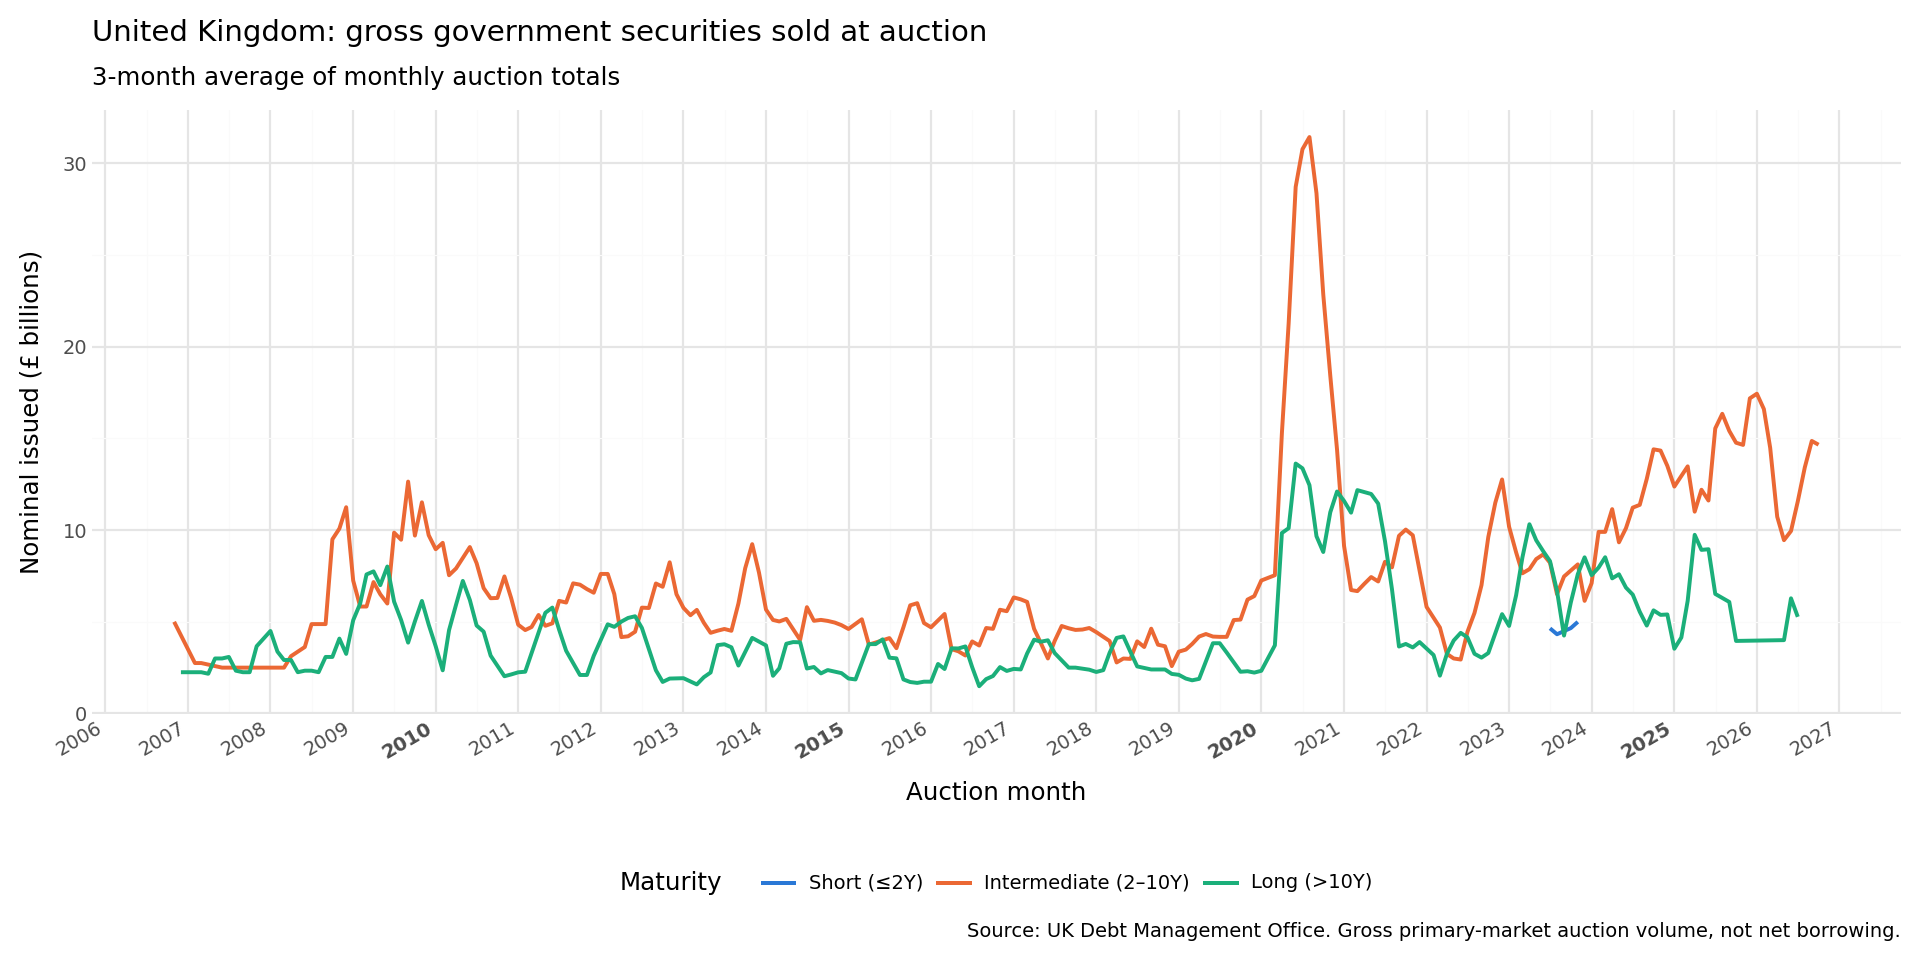 United Kingdom: gross government securities sold at auction
3-month average of monthly auction totals
Nominal issued (£ billions)
30
20
10
0
2006 2007 2008 2009 2010 2011 2012 2013 2014 2015 2016 2017 2018 2019 2020 2021 2022 2023 2024 2025 2026 2027
Auction month
Maturity Short (≤2Y) Intermediate (2–10Y) Long (>10Y)
Source: UK Debt Management Office. Gross primary-market auction volume, not net borrowing.